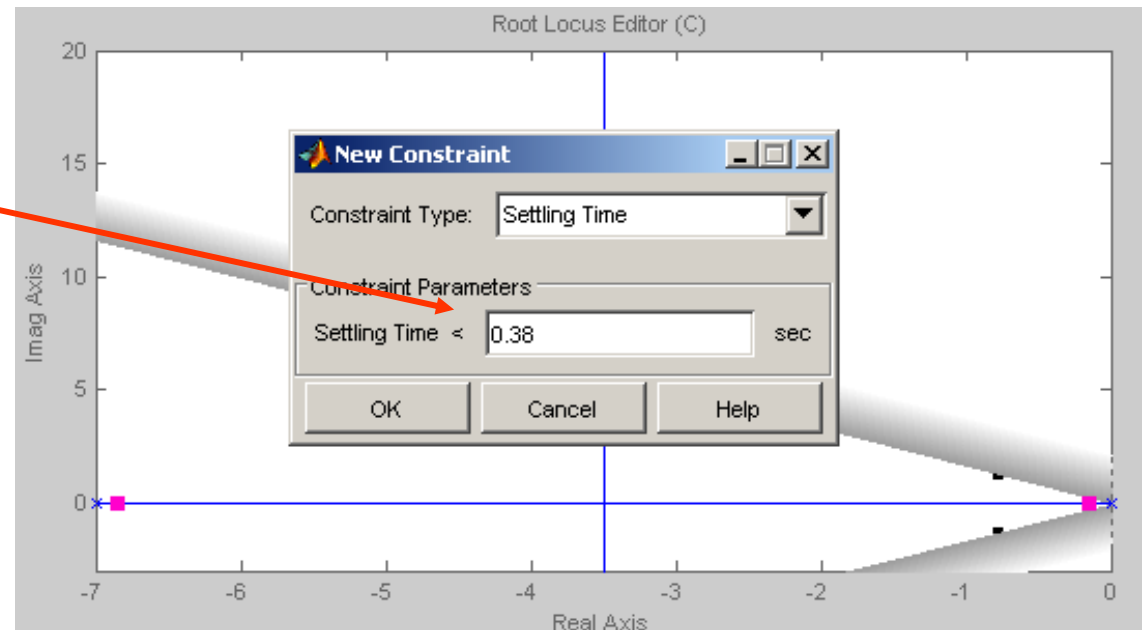 Root Locus Editor (C)
20
15
10
5
0
Imag Axis
New Constraint
Constraint Type: Settling Time
Constraint Parameters
Settling Time < 0.38 sec
OK Cancel Help
-7 -6 -5 -4 -3 -2 -1 0
Real Axis